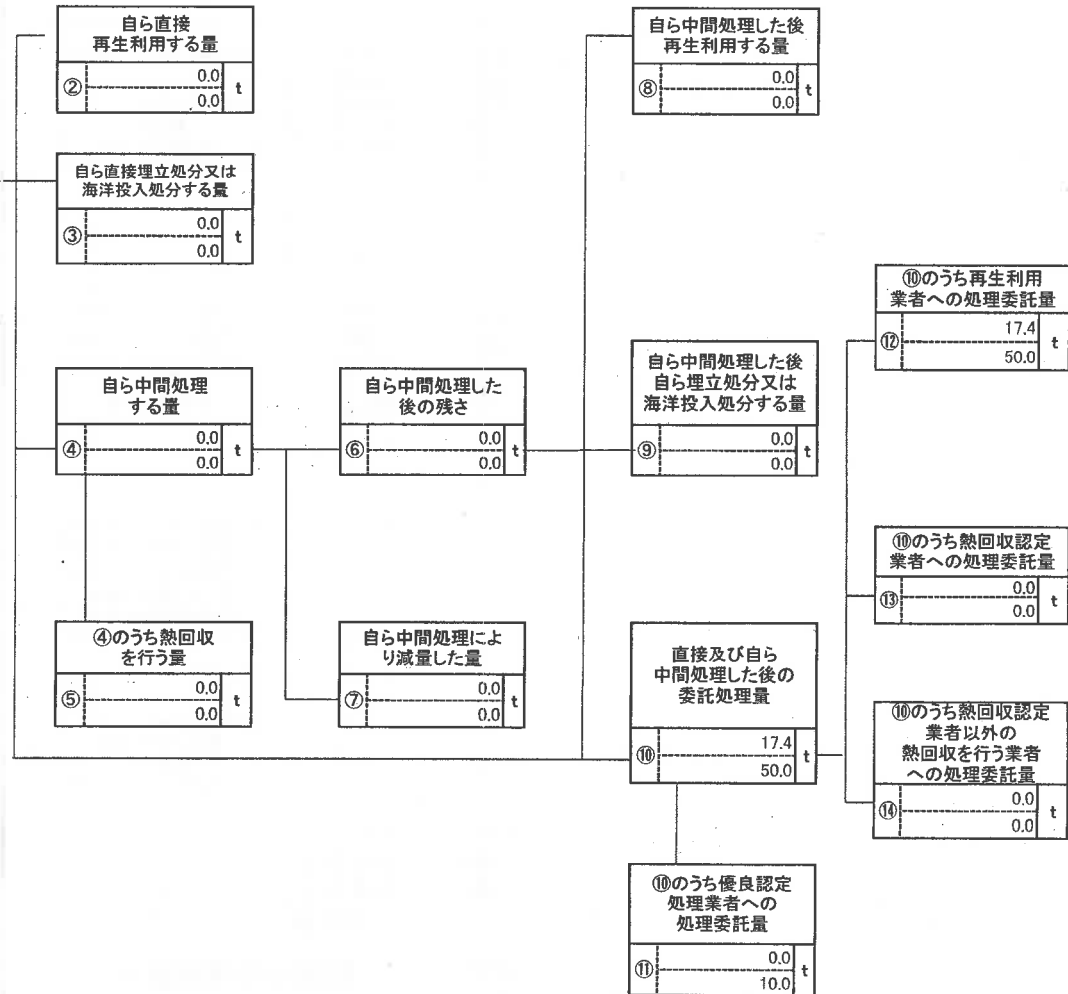 自ら直接
再生利用する量
②
0.0
0.0
t
自ら直接埋立処分又は
海洋投入処分する量
③
0.0
0.0
t
自ら中間処理
する量
④
0.0
0.0
t
④のうち熱回収
を行う量
⑤
0.0
0.0
t
自ら中間処理した
後の残さ
⑥
0.0
0.0
t
自ら中間処理によ
り減量した量
⑦
0.0
0.0
t
自ら中間処理した後
再生利用する量
⑧
0.0
0.0
t
自ら中間処理した後
自ら埋立処分又は
海洋投入処分する量
⑨
0.0
0.0
t
直接及び自ら
中間処理した後の
委託処理量
⑩
17.4
50.0
t
⑩のうち優良認定
処理業者への
処理委託量
⑪
0.0
10.0
t
⑩のうち再生利用
業者への処理委託量
⑫
17.4
50.0
t
⑩のうち熱回収認定
業者への処理委託量
⑬
0.0
0.0
t
⑩のうち熱回収認定
業者以外の
熱回収を行う業者
への処理委託量
⑭
0.0
0.0
t